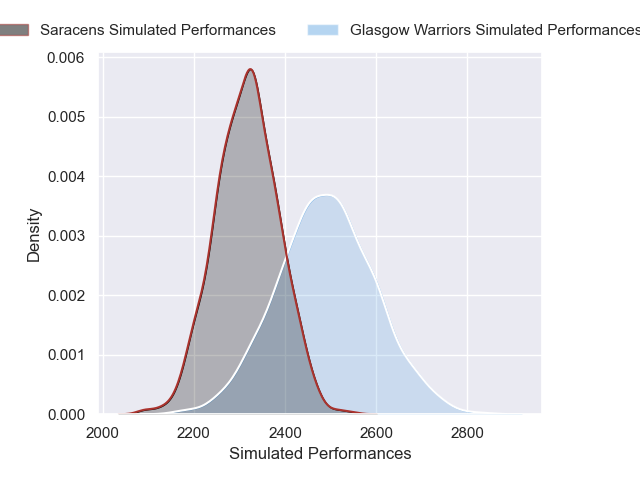 Saracens Simulated Performances
Glasgow Warriors Simulated Performances
0.006
0.005
0.004
0.003
0.002
0.001
0.000
Density
2000 2200 2400 2600 2800
Simulated Performances